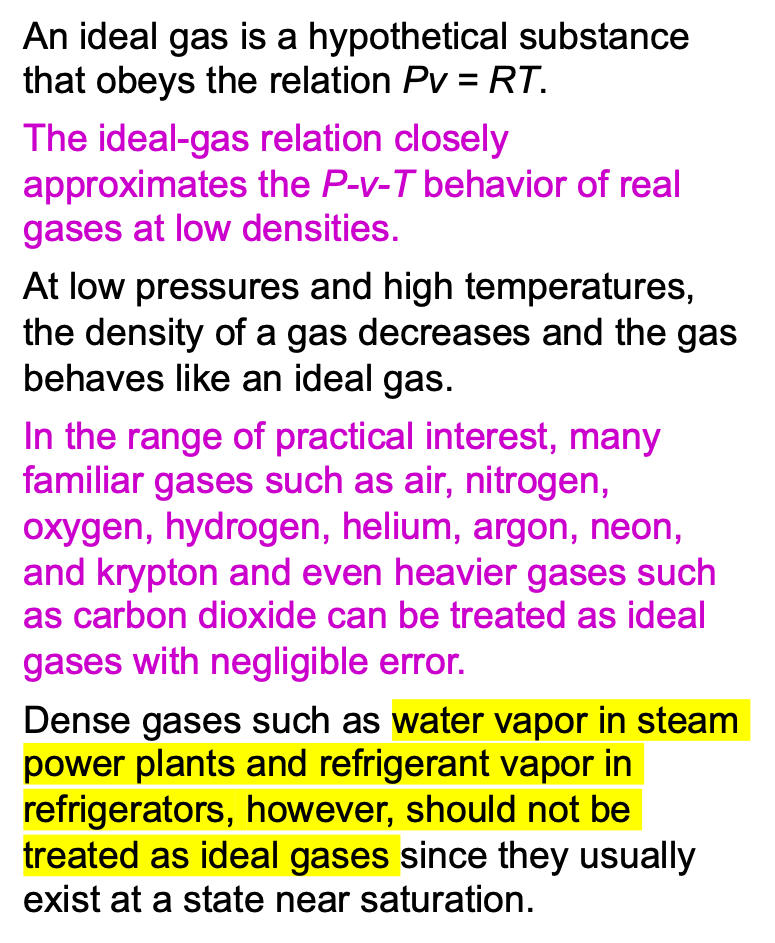 An ideal gas is a hypothetical substance
that obeys the relation Pv = RT.
The ideal-gas relation closely
approximates the P-v-T behavior of real
gases at low densities.
At low pressures and high temperatures,
the density of a gas decreases and the gas
behaves like an ideal gas.
In the range of practical interest, many
familiar gases such as air, nitrogen,
oxygen, hydrogen, helium, argon, neon,
and krypton and even heavier gases such
as carbon dioxide can be treated as ideal
gases with negligible error.
Dense gases such as water vapor in steam
power plants and refrigerant vapor in
refrigerators, however, should not be
treated as ideal gases since they usually
exist at a state near saturation.